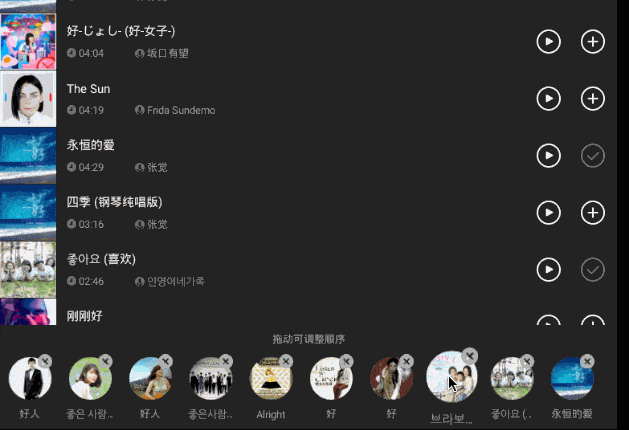 好-じょし- (好-女子-)
04:04 坂口有望
The Sun
04:19 Frida Sundemo
永恒的爱
04:29 张觉
四季 (钢琴纯唱版)
03:16 张觉
좋아요 (喜欢)
02:46 인영이네가족
刚刚好
拖动可调整顺序
好人 좋은 사람... 好人 좋은사람... Alright 好 好 브라보... 좋아요 (... 永恒的爱